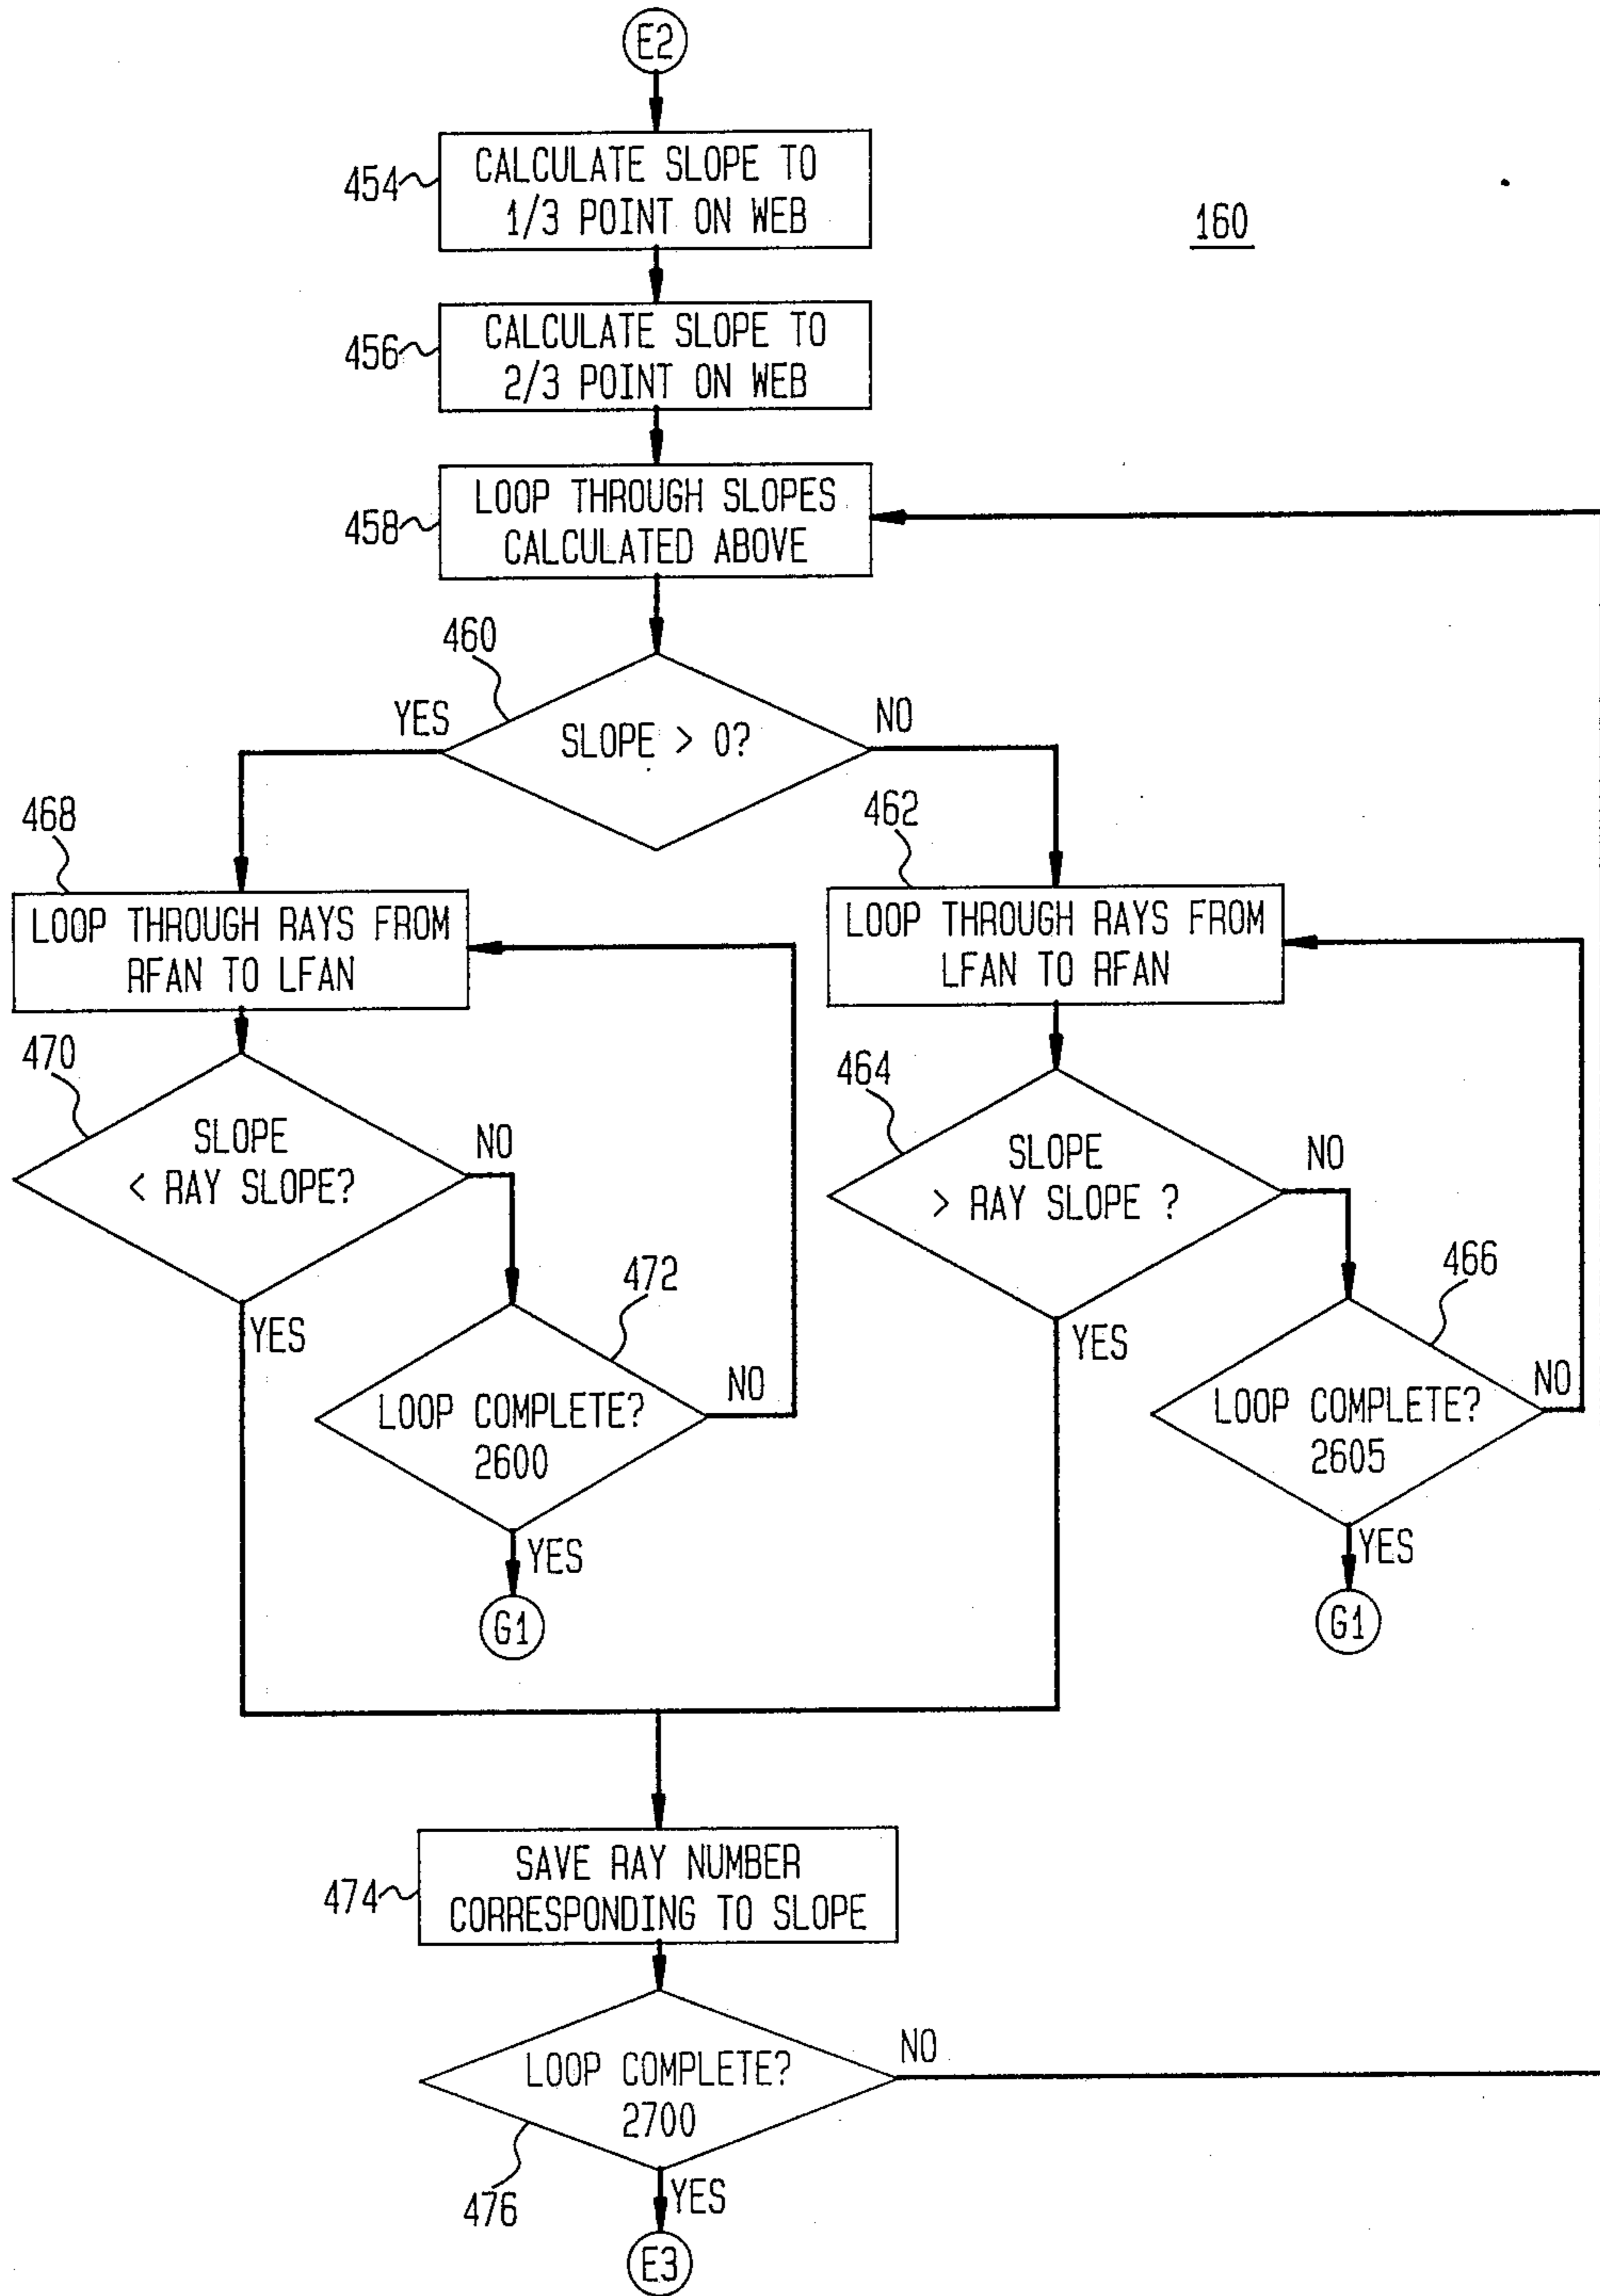 E2
454
CALCULATE SLOPE TO
1/3 POINT ON WEB
160
456
CALCULATE SLOPE TO
2/3 POINT ON WEB
458
LOOP THROUGH SLOPES
CALCULATED ABOVE
460
YES
SLOPE > 0?
NO
468
LOOP THROUGH RAYS FROM
RFAN TO LFAN
462
LOOP THROUGH RAYS FROM
LFAN TO RFAN
470
SLOPE
< RAY SLOPE?
NO
YES
464
SLOPE
> RAY SLOPE ?
NO
YES
472
LOOP COMPLETE?
2600
NO
YES
G1
466
LOOP COMPLETE?
2605
NO
YES
G1
474
SAVE RAY NUMBER
CORRESPONDING TO SLOPE
LOOP COMPLETE?
2700
NO
476
YES
E3